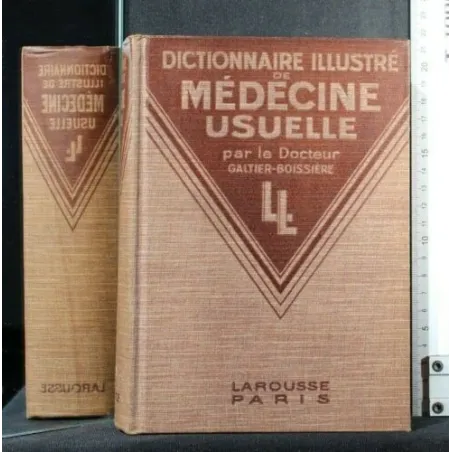 DICTIONNAIRE ILLUSTRÉ
DE
MÉDECINE
USUELLE
par le Docteur
GALTIER-BOISSIÈRE
LL
LAROUSSE
PARIS
DICTIONNAIRE
ILLUSTRÉ DE
MÉDECINE
USUELLE
LL
LAROUSSE